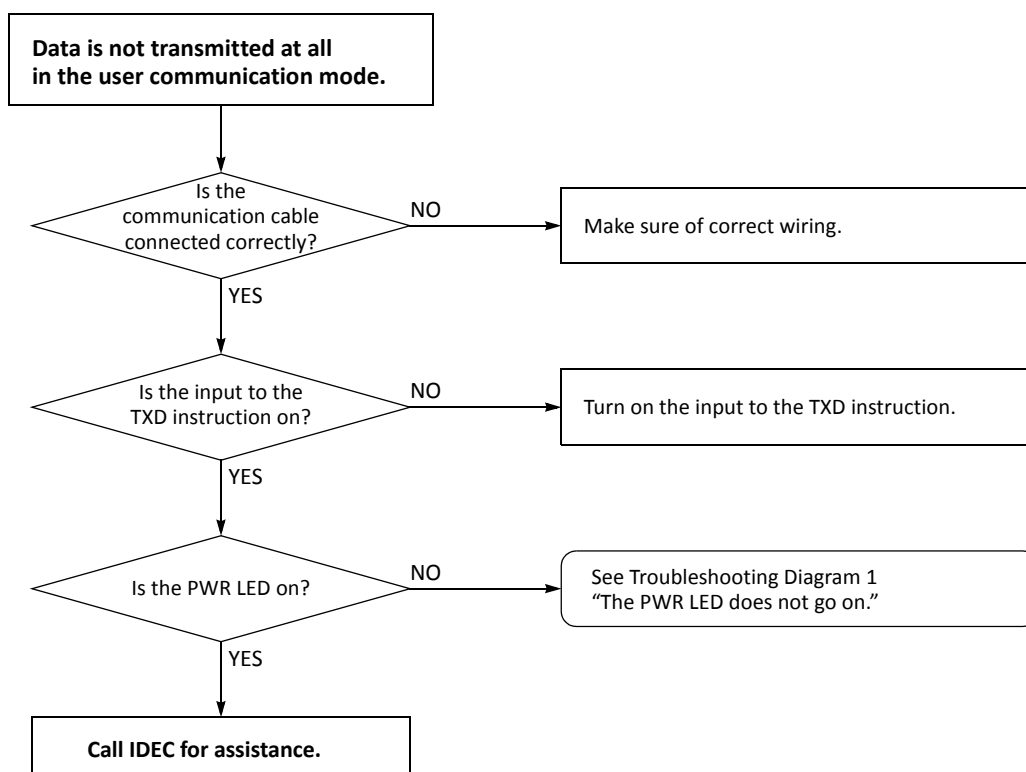 Data is not transmitted at all
in the user communication mode.
Is the
communication cable
connected correctly?
NO
Make sure of correct wiring.
YES
Is the input to the
TXD instruction on?
NO
Turn on the input to the TXD instruction.
YES
Is the PWR LED on?
NO
See Troubleshooting Diagram 1
“The PWR LED does not go on.”
YES
Call IDEC for assistance.